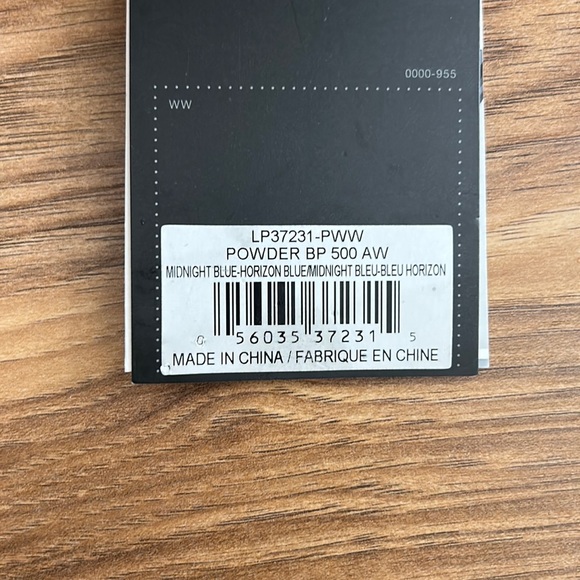 0000-955
WW
LP37231-PWW
POWDER BP 500 AW
MIDNIGHT BLUE-HORIZON BLUE/MIDNIGHT BLEU-BLEU HORIZON
0 56035 37231 5
MADE IN CHINA / FABRIQUE EN CHINE